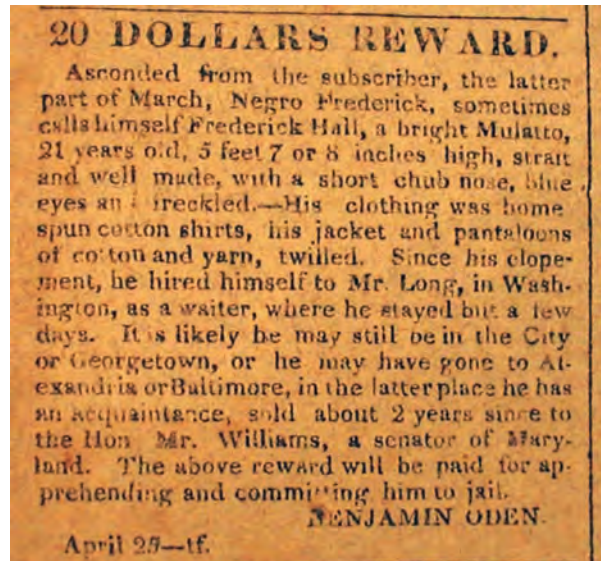 20 DOLLARS REWARD.
Asconded from the subscriber, the latter
part of March, Negro Frederick, sometimes
calls himself Frederick Hall, a bright Mulatto,
21 years old, 5 feet 7 or 8 inches high, strait
and well made, with a short chub nose, blue
eyes and freckled.—His clothing was home
spun cotton shirts, his jacket and pantaloons
of cotton and yarn, twilled. Since his elope-
ment, he hired himself to Mr. Long, in Wash-
ington, as a waiter, where he stayed but a few
days. It is likely he may still be in the City
or Georgetown, or he may have gone to Al-
exandria or Baltimore, in the latter place he has
an acquaintance, sold about 2 years since to
the Hon Mr. Williams, a senator of Mary-
land. The above reward will be paid for ap-
prehending and committing him to jail.
BENJAMIN ODEN.
April —tf.